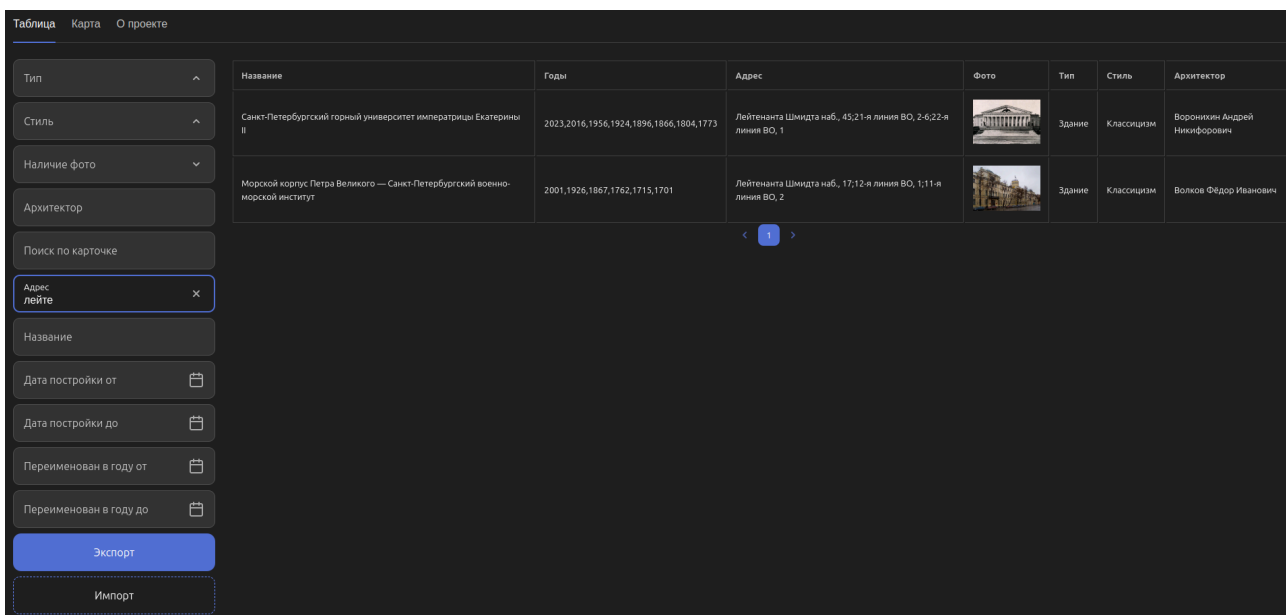 Таблица Карта О проекте
Тип
Стиль
Наличие фото
Архитектор
Поиск по карточке
Адрес
лейте
Название
Дата постройки от
Дата постройки до
Переименован в году от
Переименован в году до
Экспорт
Импорт
Название Годы Адрес Фото Тип Стиль Архитектор
Санкт-Петербургский горный университет императрицы Екатерины
II
2023,2016,1956,1924,1896,1866,1804,1773
Лейтенанта Шмидта наб., 45;21-я линия ВО, 2-6;22-я
линия ВО, 1
Здание
Классицизм
Воронихин Андрей
Никифорович
Морской корпус Петра Великого — Санкт-Петербургский военно-
морской институт
2001,1926,1867,1762,1715,1701
Лейтенанта Шмидта наб., 17;12-я линия ВО, 1;11-я
линия ВО, 2
Здание
Классицизм
Волков Фёдор Иванович
1